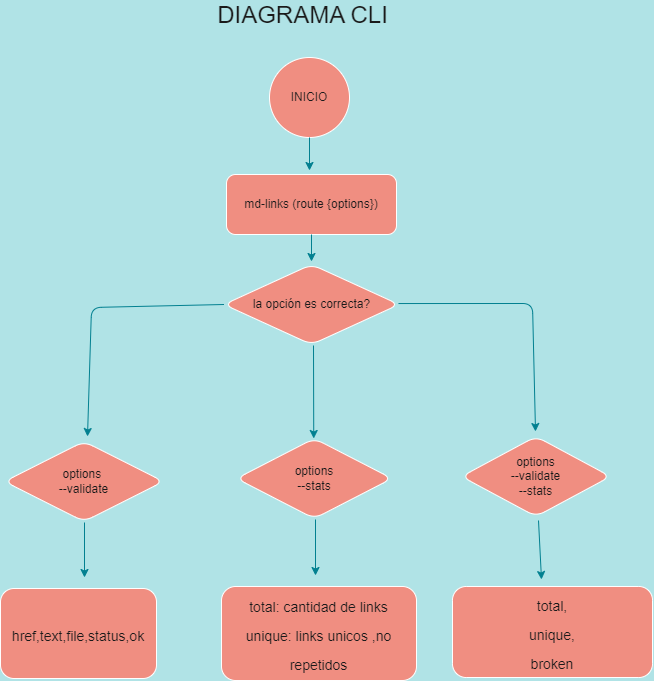 DIAGRAMA CLI
INICIO
md-links (route {options})
la opción es correcta?
options
--validate
options
--stats
options
--validate
--stats
href,text,file,status,ok
total: cantidad de links
unique: links unicos ,no
repetidos
total,
unique,
broken